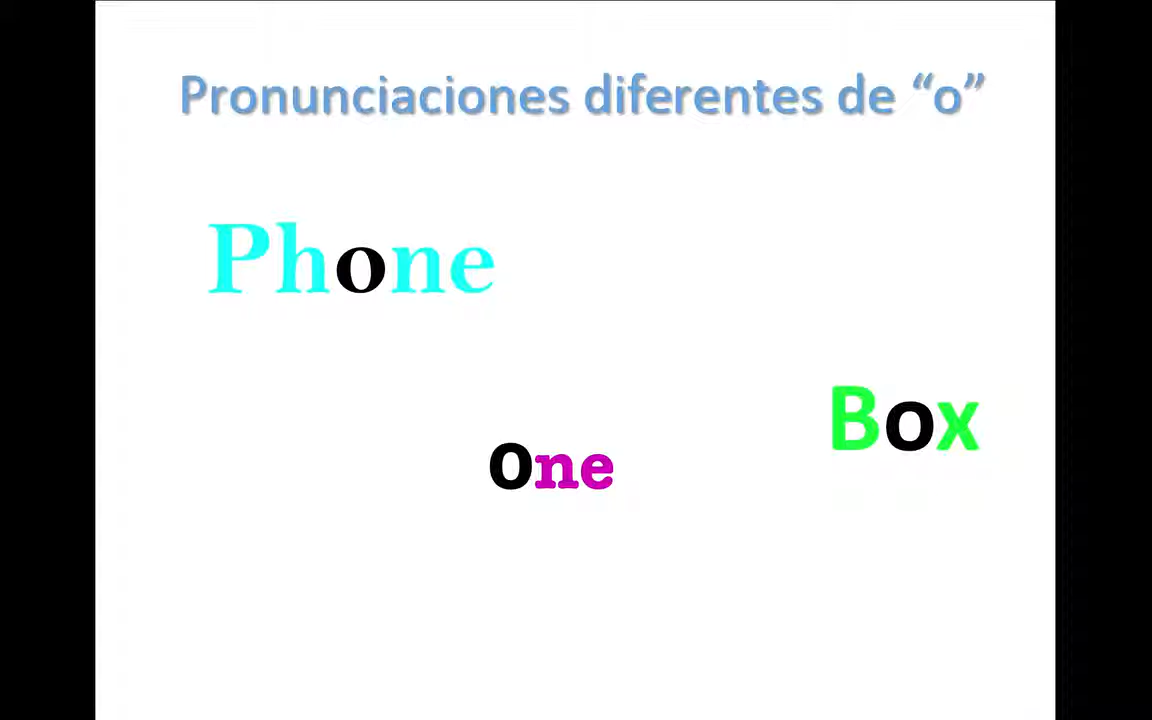 Pronunciaciones diferentes de “o”
Phone
Box
One